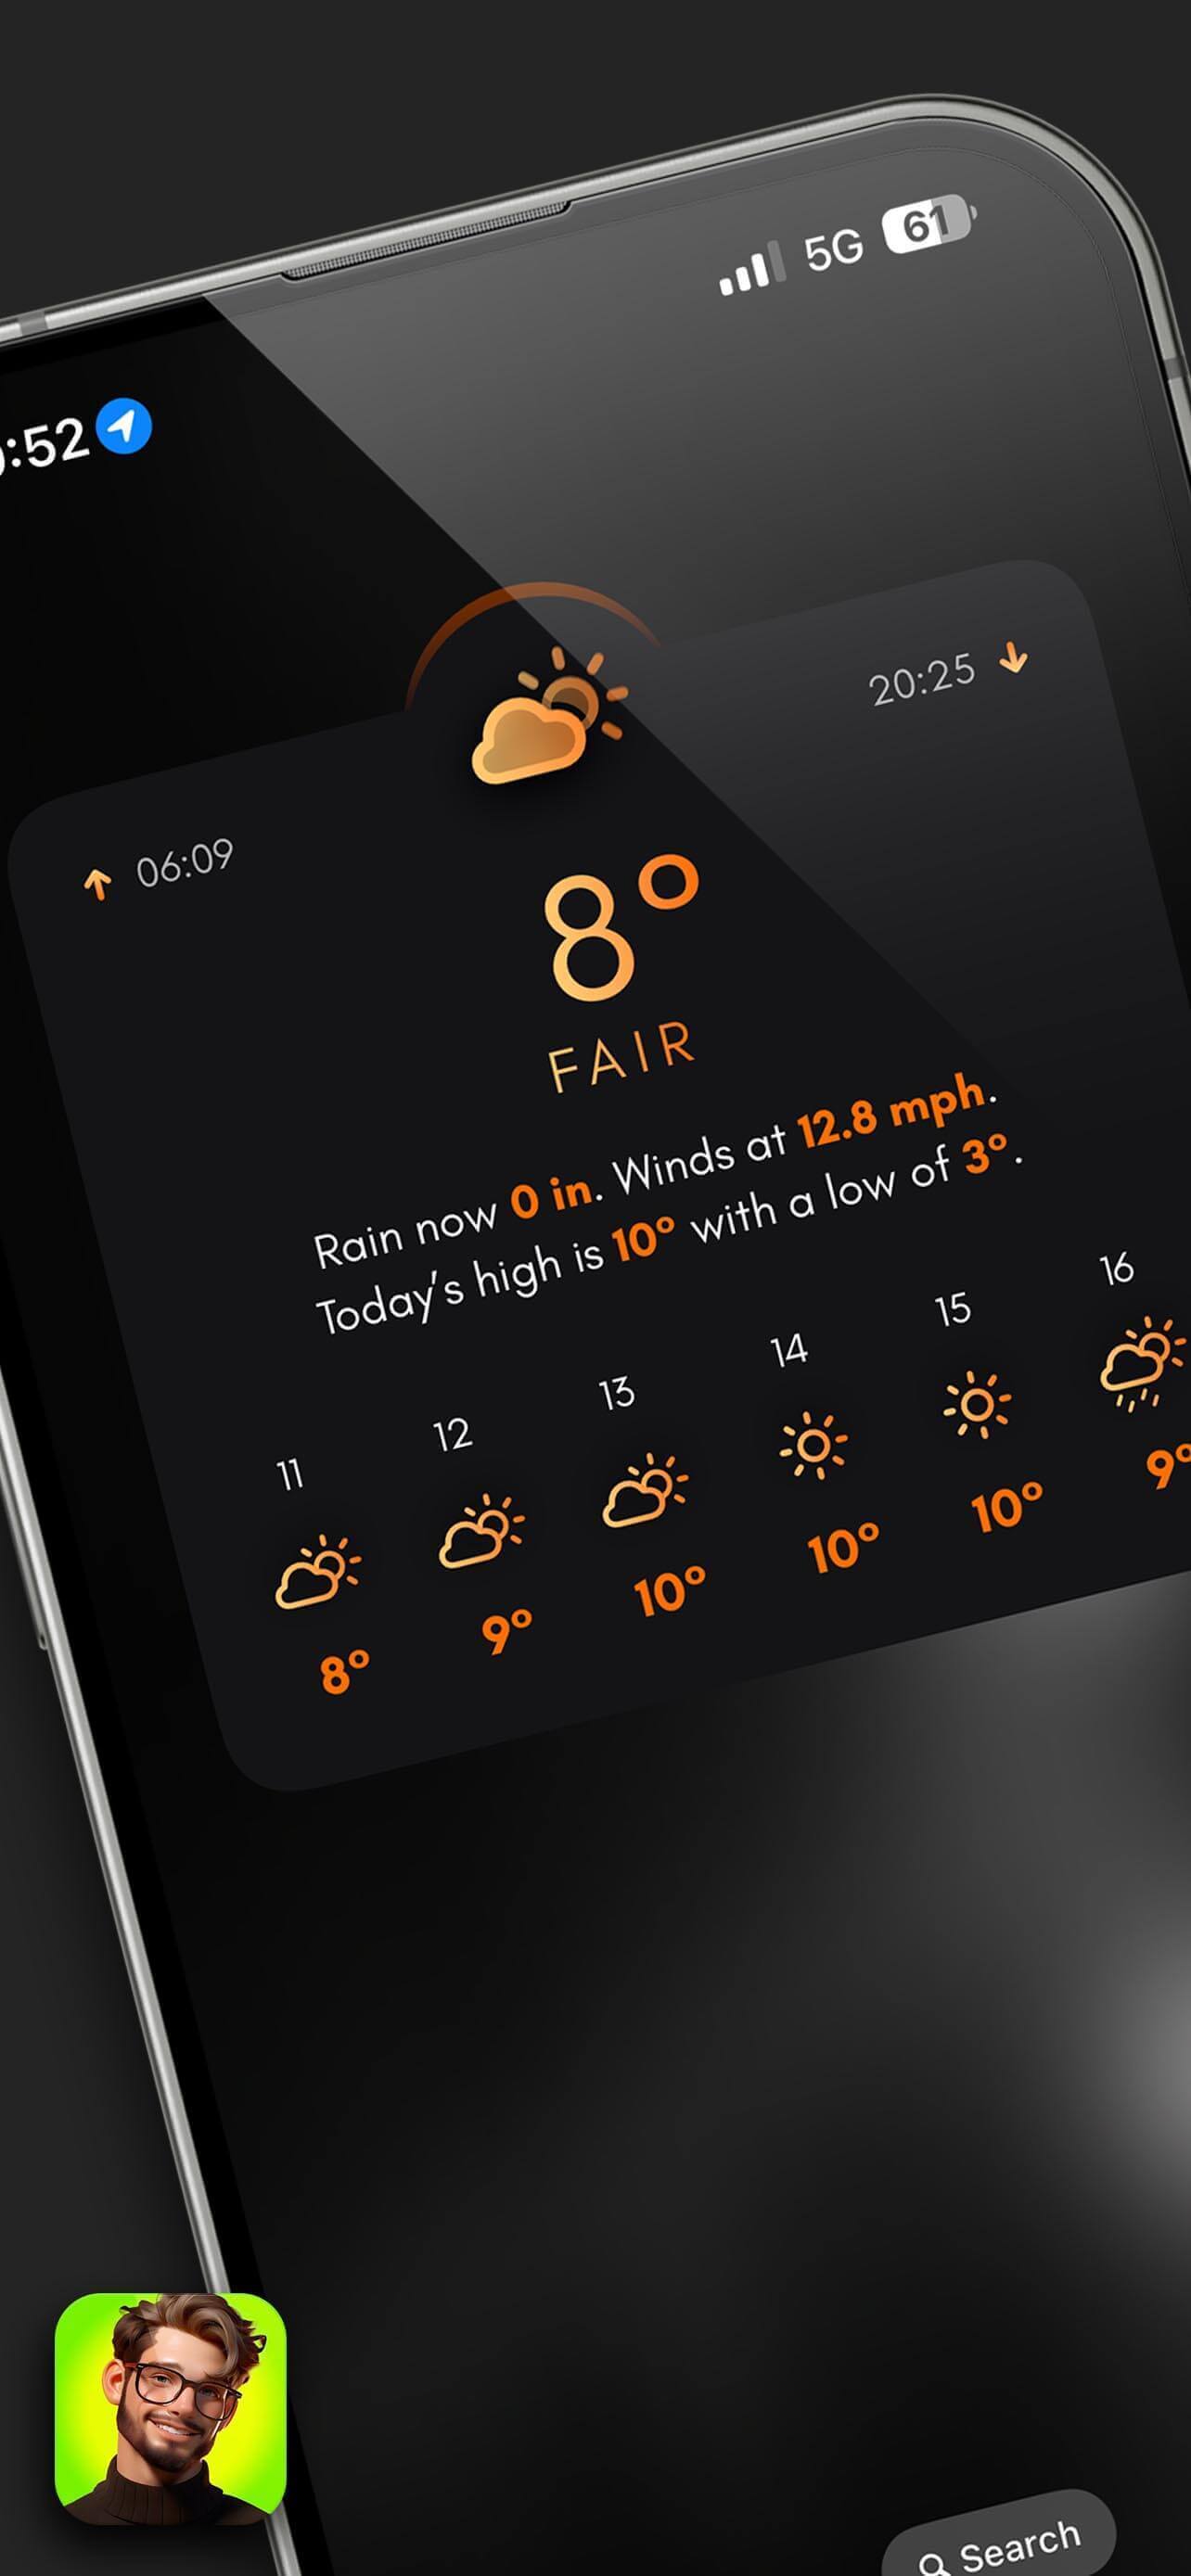 5G 61
:52
20:25
06:09
8°
FAIR
Rain now 0 in. Winds at 12.8 mph.
Today's high is 10° with a low of 3°.
11 12 13 14 15 16
8° 9° 10° 10° 10° 9°
Search